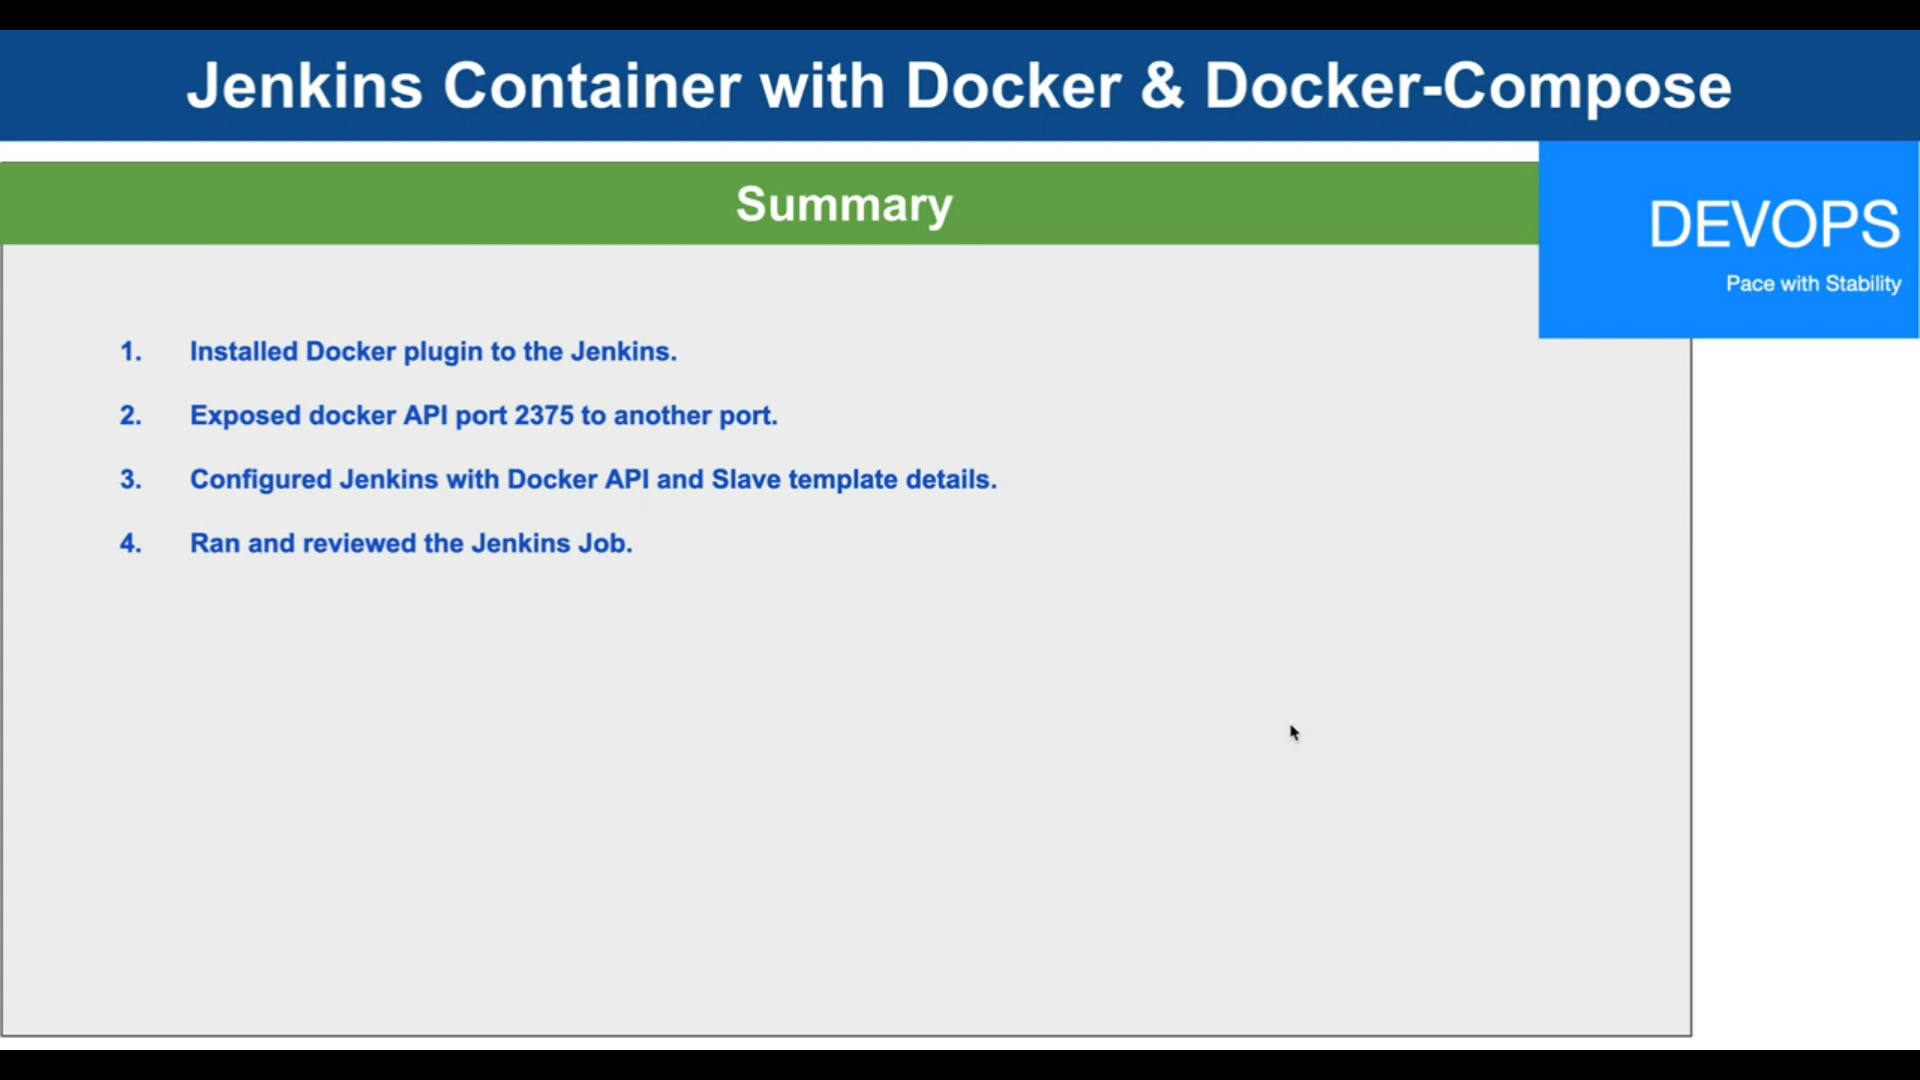 Jenkins Container with Docker & Docker-Compose
Summary
DEVOPS
Pace with Stability
1. Installed Docker plugin to the Jenkins.
2. Exposed docker API port 2375 to another port.
3. Configured Jenkins with Docker API and Slave template details.
4. Ran and reviewed the Jenkins Job.